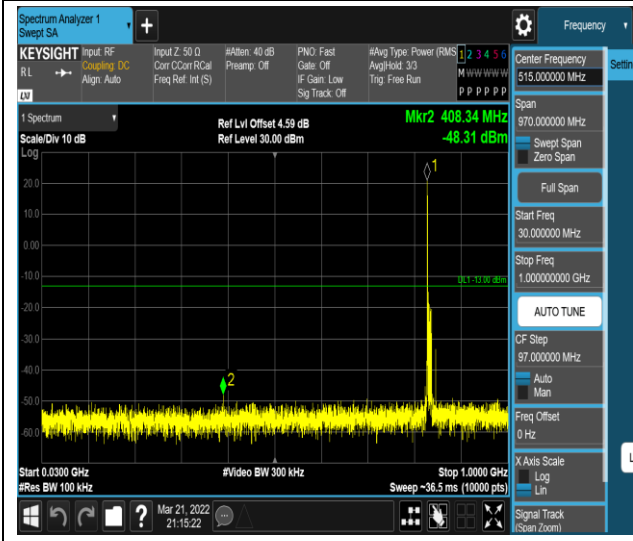 Spectrum Analyzer 1
Swept SA
Frequency
KEYSIGHT
RL
LXI
Input: RF
Coupling: DC
Align: Auto
Input Z: 50 Ω
Corr CCorr RCal
Freq Ref: Int (S)
#Atten: 40 dB
Preamp: Off
PNO: Fast
Gate: Off
IF Gain: Low
Sig Track: Off
#Avg Type: Power (RMS
Avg|Hold: 3/3
Trig: Free Run
1 2 3 4 5 6
M W W W W W
P P P P P P
1 Spectrum
Scale/Div 10 dB
Log
Ref Lvl Offset 4.59 dB
Ref Level 30.00 dBm
Mkr2 408.34 MHz
-48.31 dBm
1
20.0
10.0
0.00
-10.0
DL1 -13.00 dBm
-20.0
-30.0
-40.0
2
-50.0
-60.0
Start 0.0300 GHz
#Video BW 300 kHz
Stop 1.0000 GHz
#Res BW 100 kHz
Sweep ~36.5 ms (10000 pts)
?
Mar 21, 2022
21:15:22
Center Frequency
515.000000 MHz
Settin
Span
970.000000 MHz
Swept Span
Zero Span
Full Span
Start Freq
30.000000 MHz
Stop Freq
1.000000000 GHz
AUTO TUNE
CF Step
97.000000 MHz
Auto
Man
Freq Offset
0 Hz
L
X Axis Scale
Log
Lin
Signal Track
(Span Zoom)